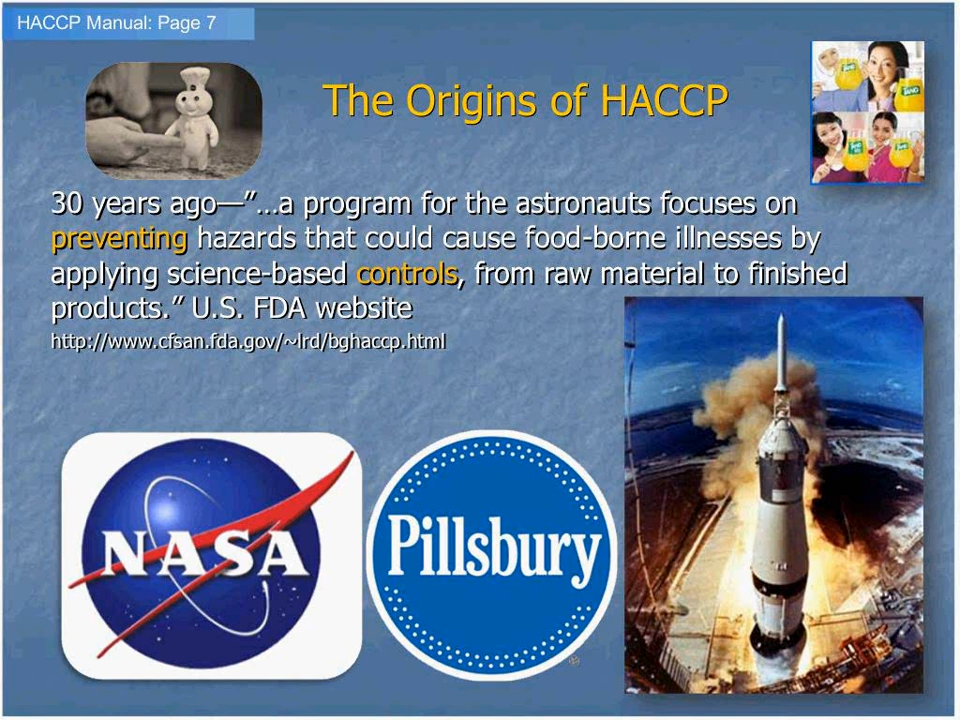 HACCP Manual: Page 7
The Origins of HACCP
TANG
30 years ago—”…a program for the astronauts focuses on
preventing hazards that could cause food-borne illnesses by
applying science-based controls, from raw material to finished
products.” U.S. FDA website
http://www.cfsan.fda.gov/~lrd/bghaccp.html
NASA
Pillsbury